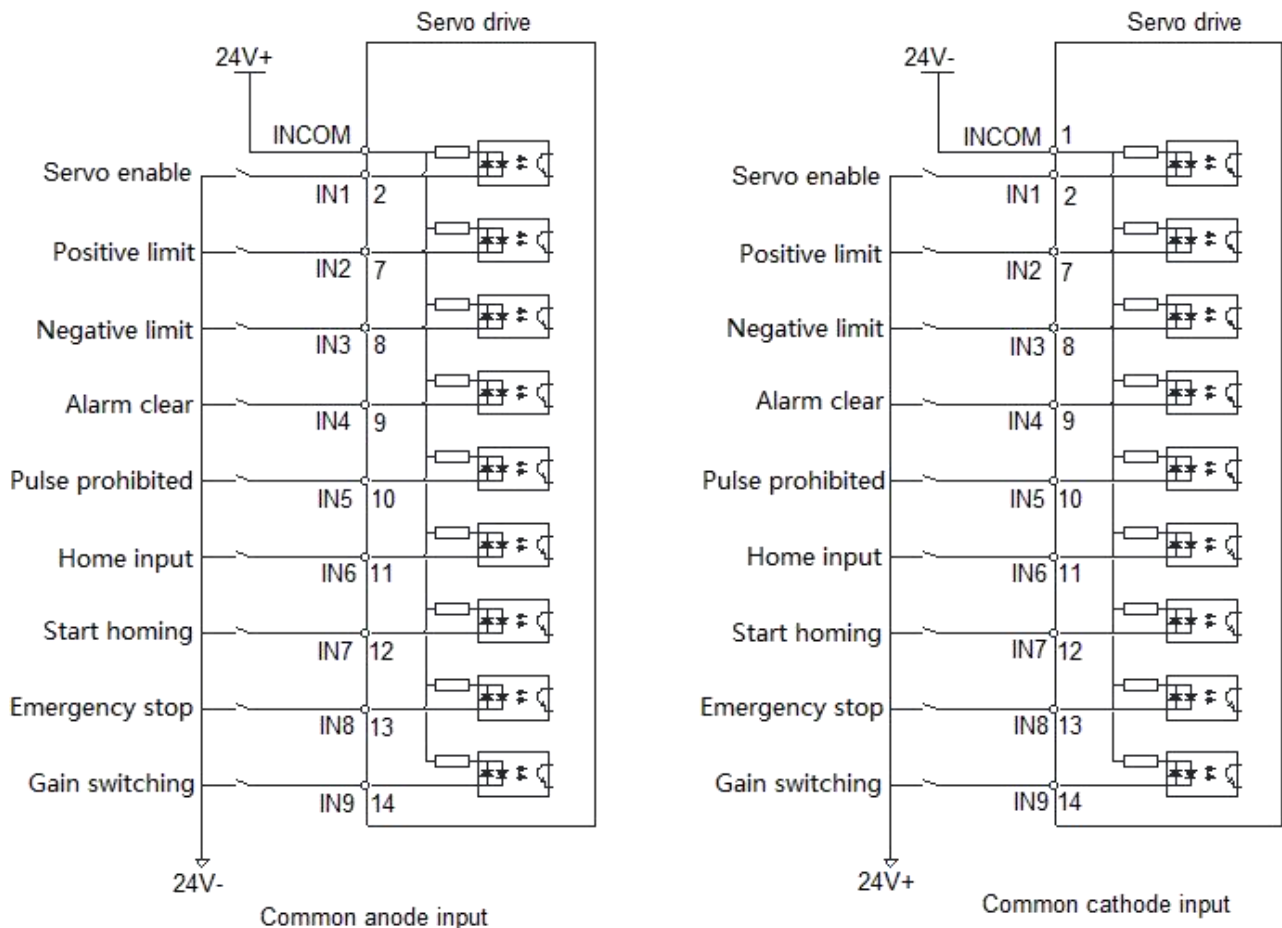 Servo drive
24V+
INCOM
Servo enable
IN1 2
Positive limit
IN2 7
Negative limit
IN3 8
Alarm clear
IN4 9
Pulse prohibited
IN5 10
Home input
IN6 11
Start homing
IN7 12
Emergency stop
IN8 13
Gain switching
IN9 14
24V-
Common anode input
Servo drive
24V-
INCOM 1
Servo enable
IN1 2
Positive limit
IN2 7
Negative limit
IN3 8
Alarm clear
IN4 9
Pulse prohibited
IN5 10
Home input
IN6 11
Start homing
IN7 12
Emergency stop
IN8 13
Gain switching
IN9 14
24V+
Common cathode input